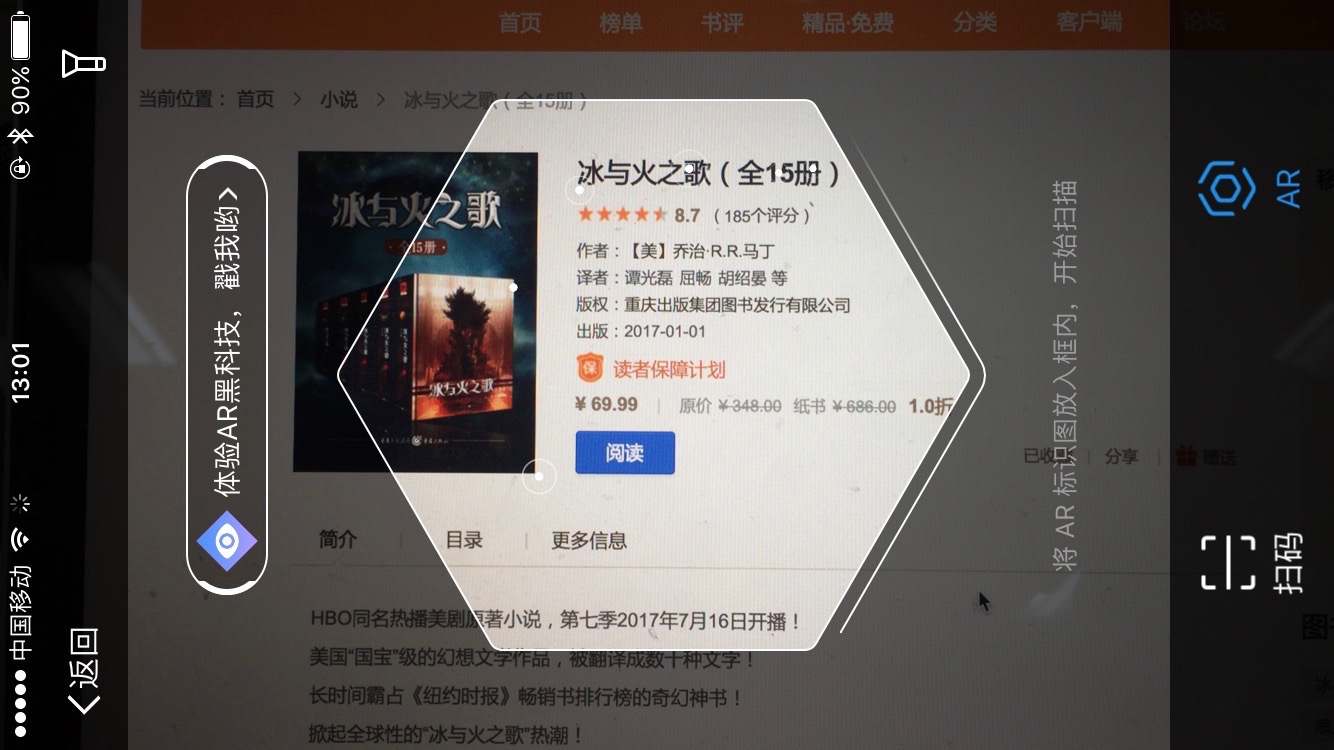 首页 榜单 书评 精品·免费 分类 客户端 论坛
当前位置： 首页 > 小说 > 冰与火之歌（全15册）
冰与火之歌
全15册
冰与火之歌
冰与火之歌（全15册）
8.7 （185个评分）
作者：【美】乔治·R.R.马丁
译者：谭光磊 屈畅 胡绍晏 等
版权：重庆出版集团图书发行有限公司
出版：2017-01-01
保 读者保障计划
¥ 69.99 | 原价 ¥ 348.00 纸书 ¥ 686.00 1.0折
阅读
已收 | 分享 | 赠送
简介 | 目录 | 更多信息
HBO同名热播美剧原著小说，第七季2017年7月16日开播！
美国“国宝”级的幻想文学作品，被翻译成数十种文字！
长时间霸占《纽约时报》畅销书排行榜的奇幻神书！
掀起全球性的“冰与火之歌”热潮！
中国移动 13:01 90%
返回
体验AR黑科技，戳我哟>
将 AR 标识图放入框内，开始扫描
扫码 AR